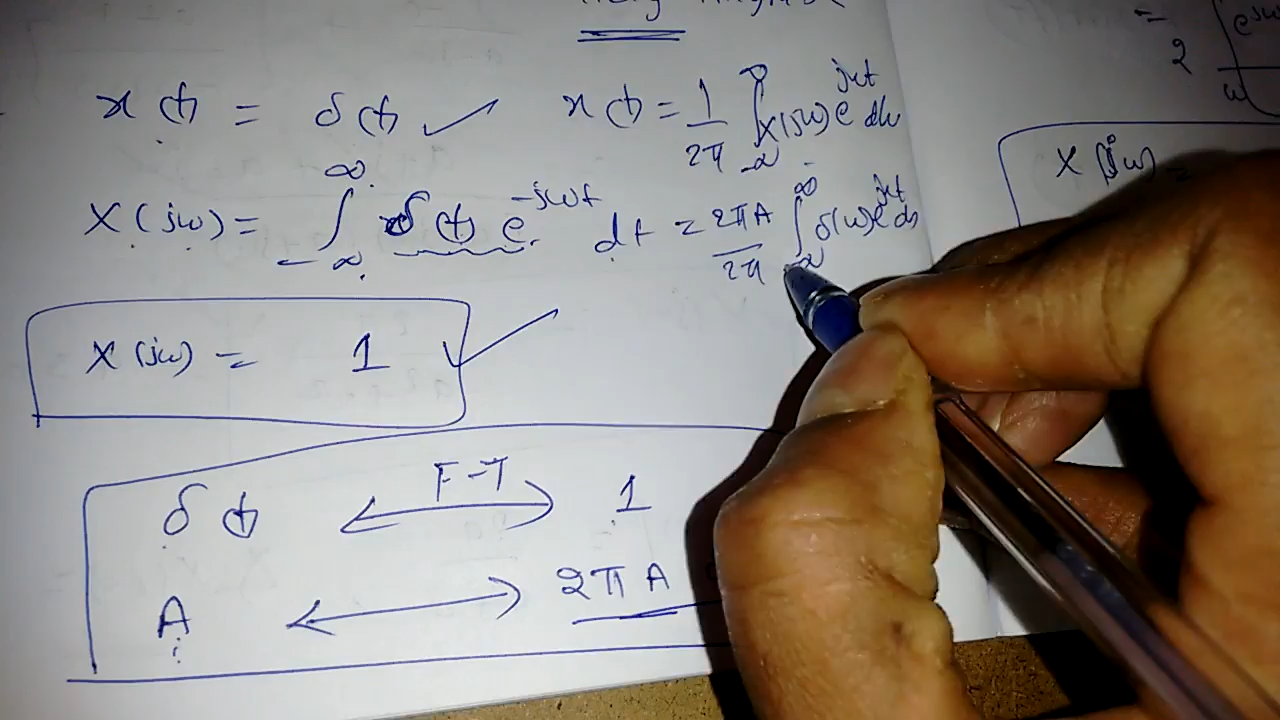 x(t) = δ(t) ✓ x(t) = 1/2π ∫_{-∞}^{∞} X(jω) e^{jωt} dω
X(jω) = ∫_{-∞}^{∞} δ(t) e^{-jωt} dt = 2πA/2π ∫_{-∞}^{∞} δ(ω) e^{jωt} dω
X(jω) = 1 ✓
δ(t) ⟷ F-T 1
A ⟷ 2πA
= 2
X(jω) =